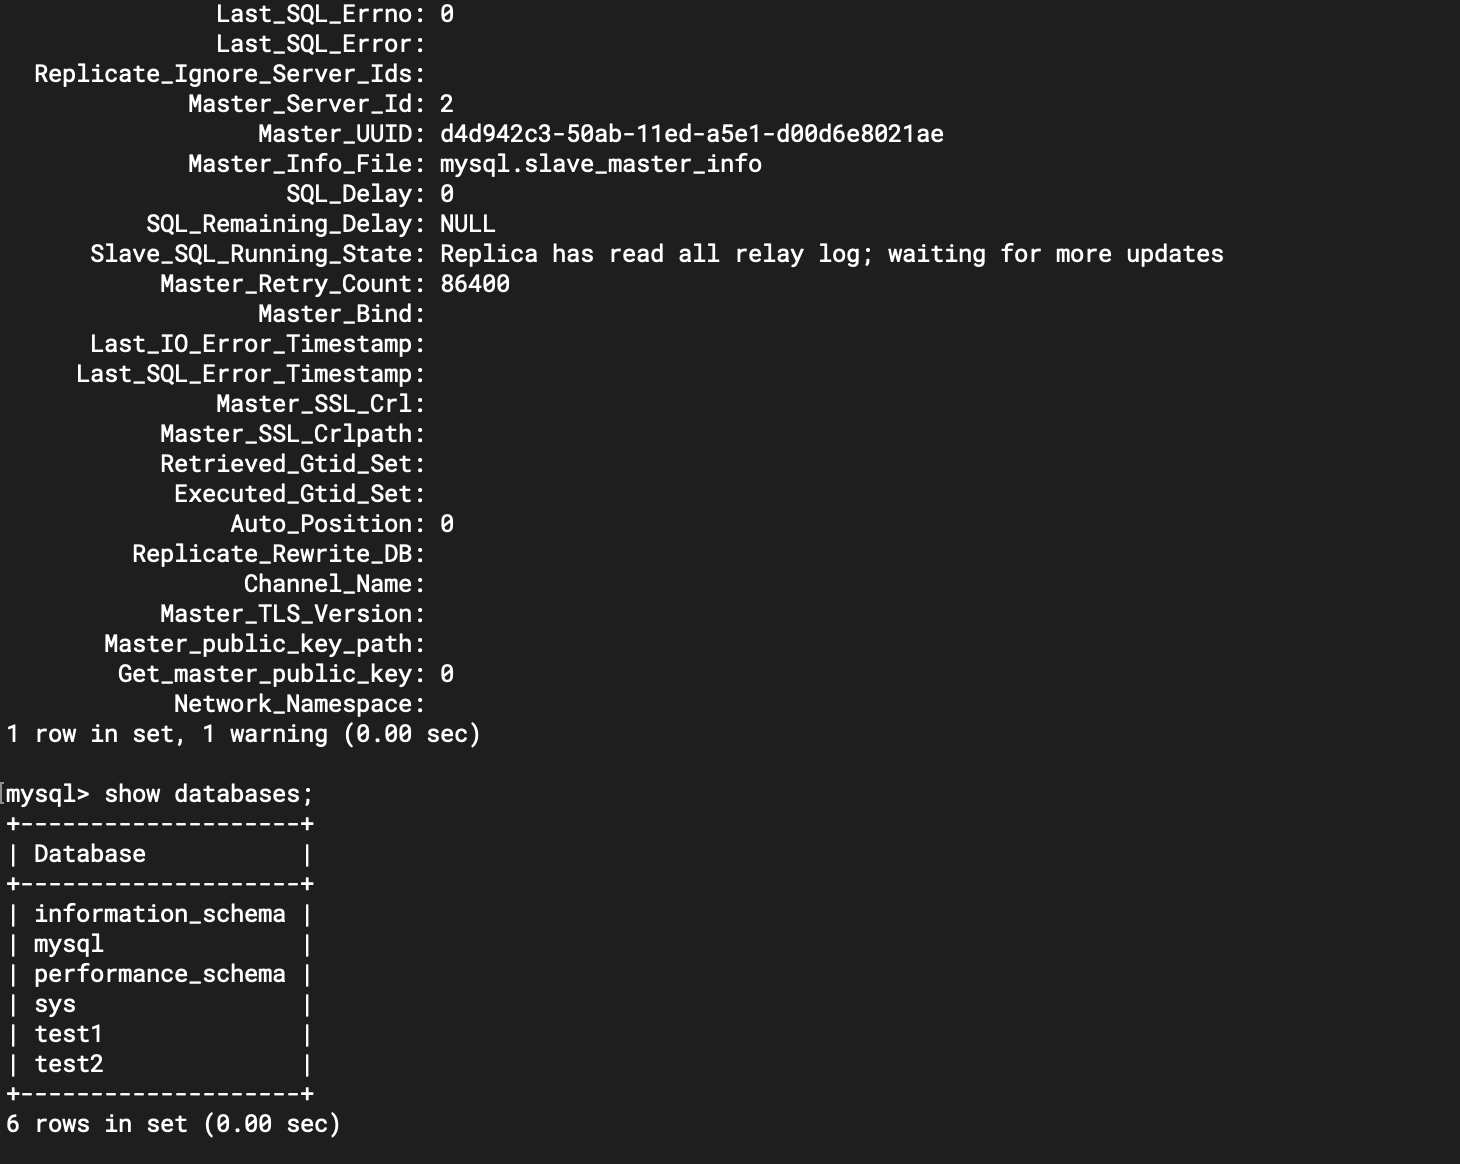 Last_SQL_Errno: 0
Last_SQL_Error:
Replicate_Ignore_Server_Ids:
Master_Server_Id: 2
Master_UUID: d4d942c3-50ab-11ed-a5e1-d00d6e8021ae
Master_Info_File: mysql.slave_master_info
SQL_Delay: 0
SQL_Remaining_Delay: NULL
Slave_SQL_Running_State: Replica has read all relay log; waiting for more updates
Master_Retry_Count: 86400
Master_Bind:
Last_IO_Error_Timestamp:
Last_SQL_Error_Timestamp:
Master_SSL_Crl:
Master_SSL_Crlpath:
Retrieved_Gtid_Set:
Executed_Gtid_Set:
Auto_Position: 0
Replicate_Rewrite_DB:
Channel_Name:
Master_TLS_Version:
Master_public_key_path:
Get_master_public_key: 0
Network_Namespace:
1 row in set, 1 warning (0.00 sec)

[mysql> show databases;
+--------------------+
| Database           |
+--------------------+
| information_schema |
| mysql              |
| performance_schema |
| sys                |
| test1              |
| test2              |
+--------------------+
6 rows in set (0.00 sec)